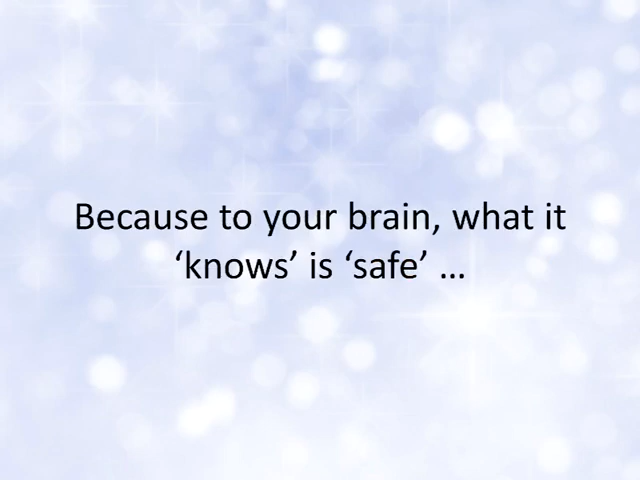 Because to your brain, what it
‘knows’ is ‘safe’ …